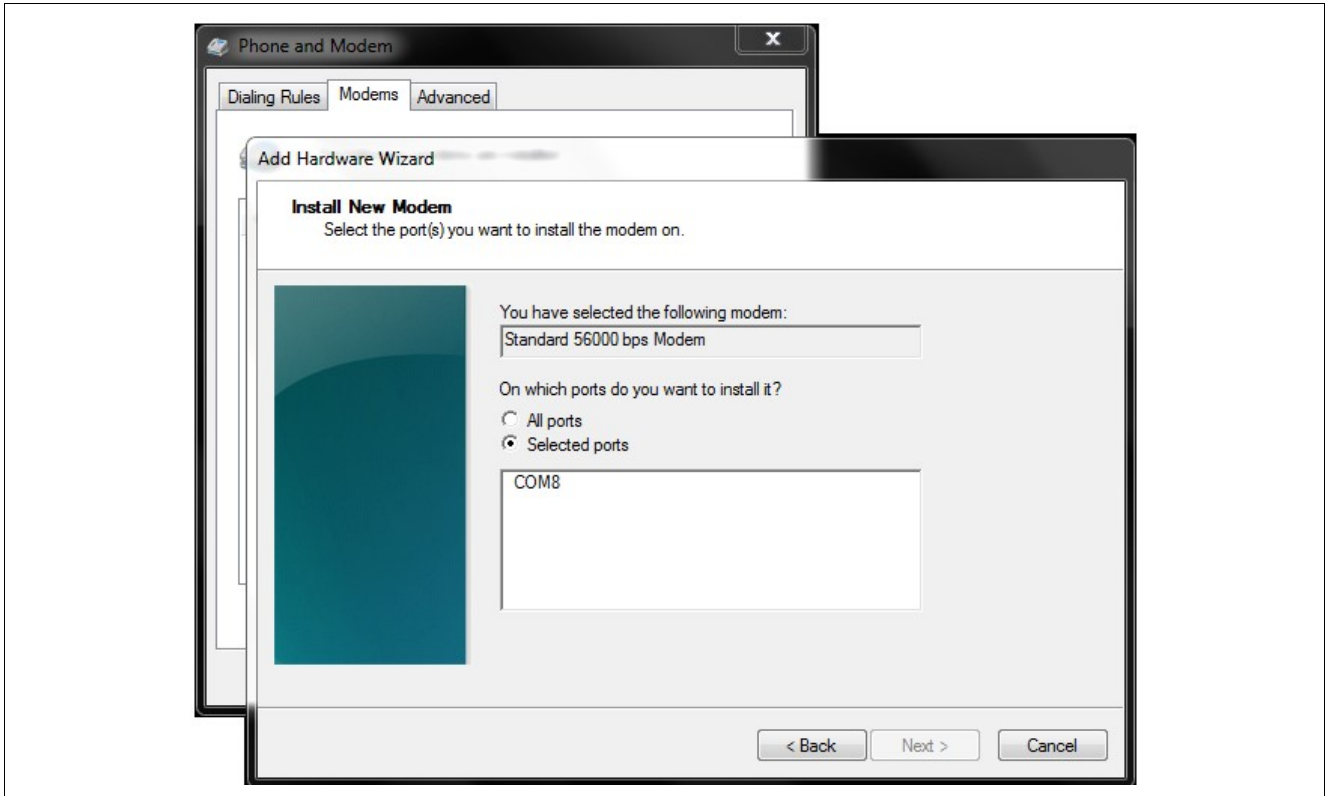 Phone and Modem
x
Dialing Rules Modems Advanced
Add Hardware Wizard
Install New Modem
Select the port(s) you want to install the modem on.
You have selected the following modem:
Standard 56000 bps Modem
On which ports do you want to install it?
All ports
Selected ports
COM8
< Back Next > Cancel